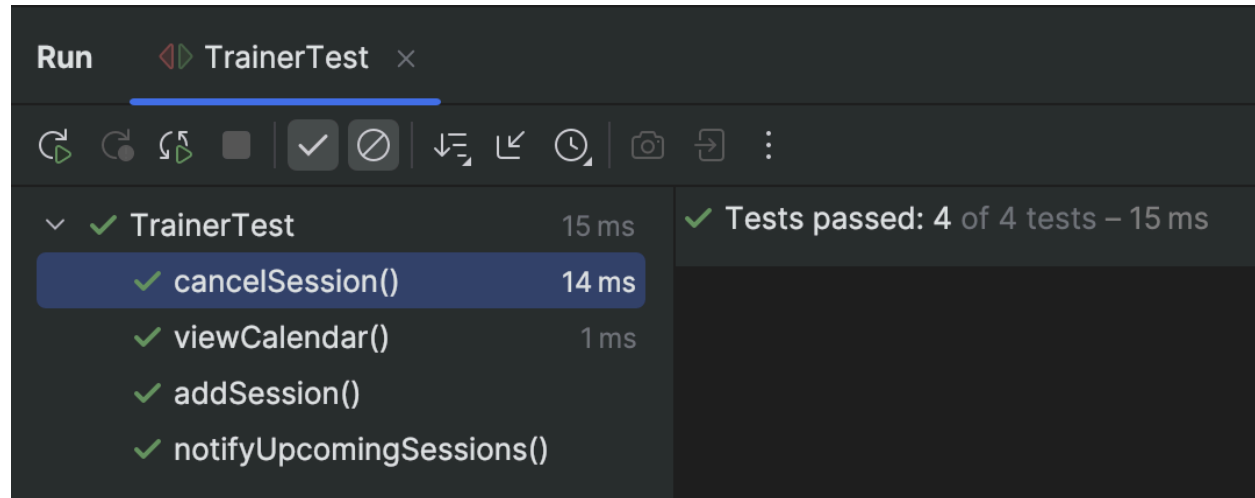 Run TrainerTest
TrainerTest 15 ms
cancelSession() 14 ms
viewCalendar() 1 ms
addSession()
notifyUpcomingSessions()
Tests passed: 4 of 4 tests – 15 ms